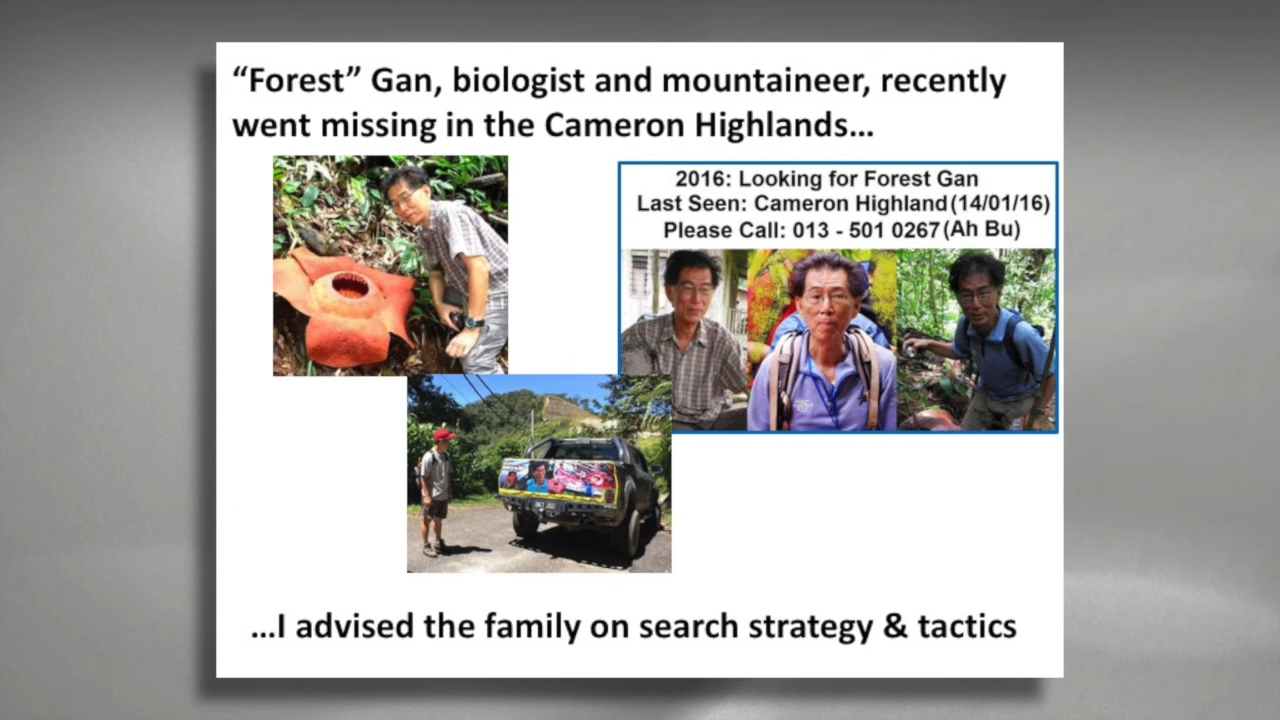 “Forest” Gan, biologist and mountaineer, recently
went missing in the Cameron Highlands...
2016: Looking for Forest Gan
Last Seen: Cameron Highland (14/01/16)
Please Call: 013 - 501 0267 (Ah Bu)
...I advised the family on search strategy & tactics